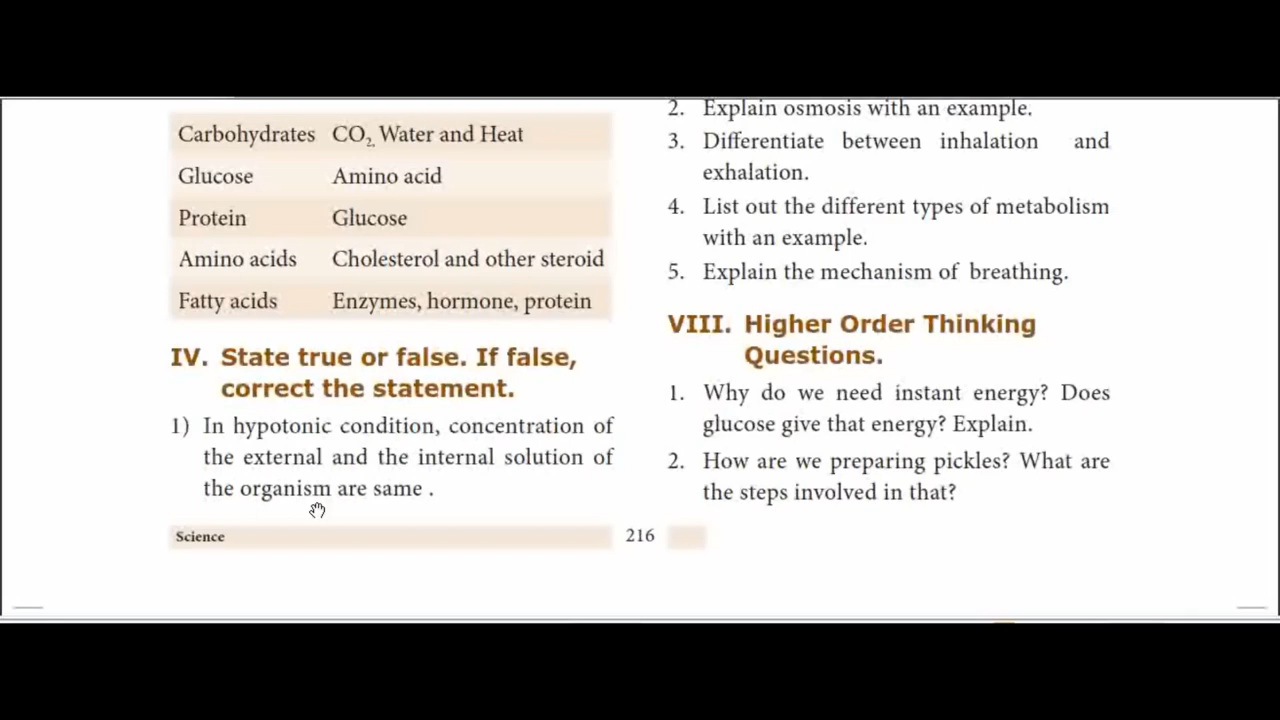 Carbohydrates CO2, Water and Heat
Glucose Amino acid
Protein Glucose
Amino acids Cholesterol and other steroid
Fatty acids Enzymes, hormone, protein
IV. State true or false. If false,
correct the statement.
1) In hypotonic condition, concentration of
the external and the internal solution of
the organism are same .
2. Explain osmosis with an example.
3. Differentiate between inhalation and
exhalation.
4. List out the different types of metabolism
with an example.
5. Explain the mechanism of breathing.
VIII. Higher Order Thinking
Questions.
1. Why do we need instant energy? Does
glucose give that energy? Explain.
2. How are we preparing pickles? What are
the steps involved in that?
Science 216